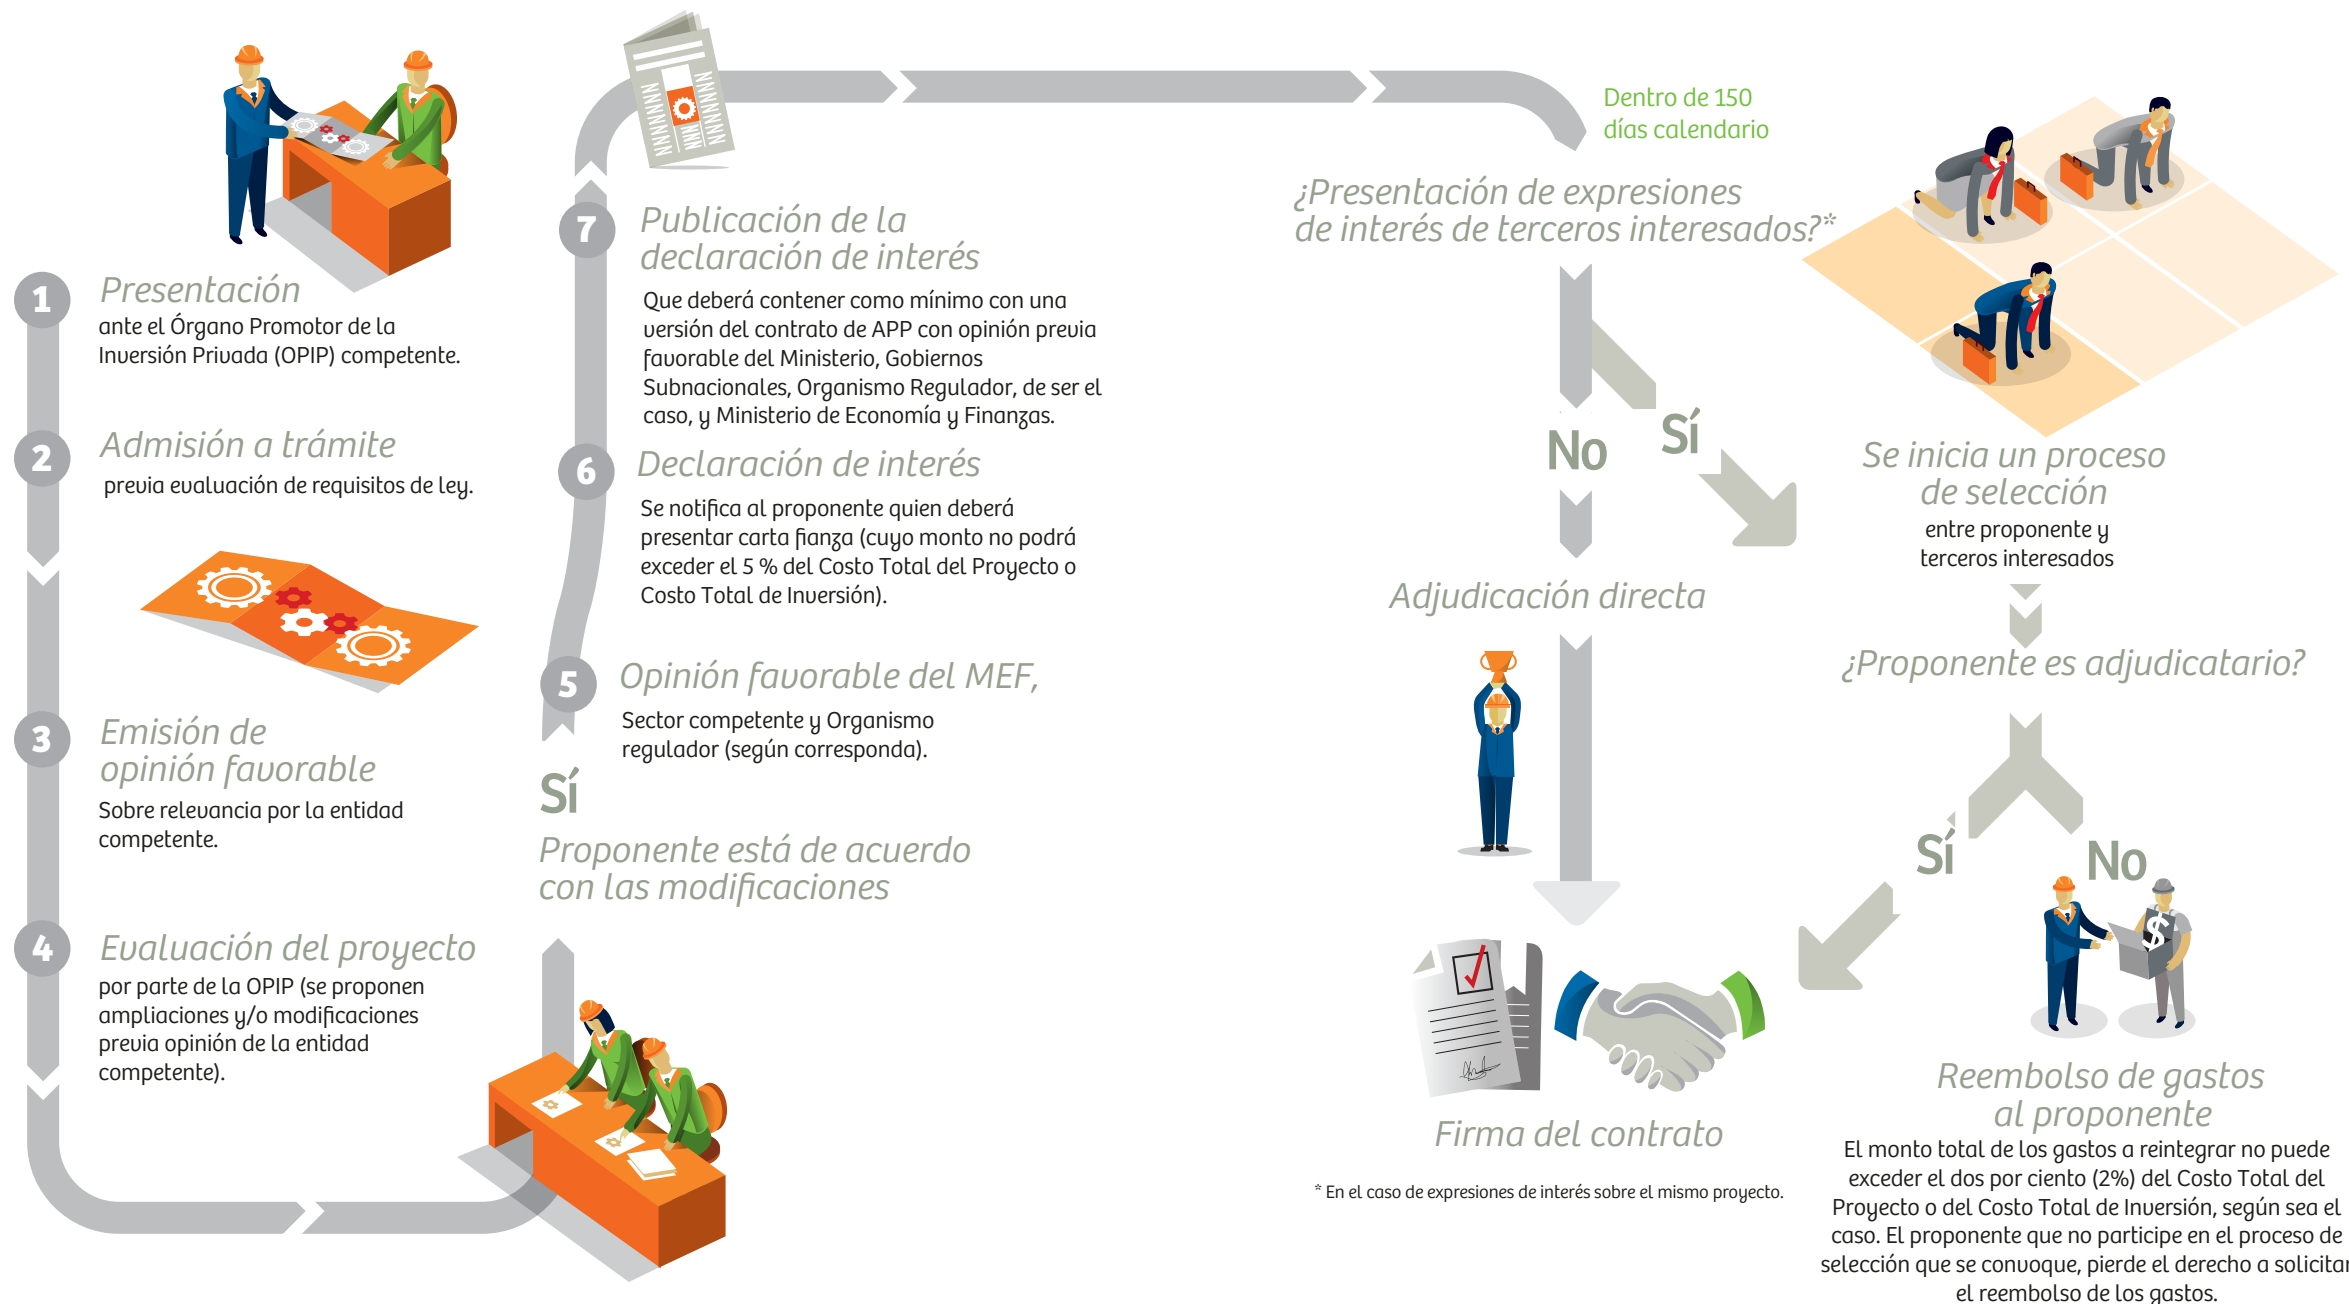 1
Presentación
ante el Órgano Promotor de la
Inversión Privada (OPIP) competente.
2
Admisión a trámite
previa evaluación de requisitos de ley.
3
Emisión de
opinión favorable
Sobre relevancia por la entidad
competente.
4
Evaluación del proyecto
por parte de la OPIP (se proponen
ampliaciones y/o modificaciones
previa opinión de la entidad
competente).
Proponente está de acuerdo
con las modificaciones
Sí
5
Opinión favorable del MEF,
Sector competente y Organismo
regulador (según corresponda).
6
Declaración de interés
Se notifica al proponente quien deberá
presentar carta fianza (cuyo monto no podrá
exceder el 5 % del Costo Total del Proyecto o
Costo Total de Inversión).
7
Publicación de la
declaración de interés
Que deberá contener como mínimo con una
versión del contrato de APP con opinión previa
favorable del Ministerio, Gobiernos
Subnacionales, Organismo Regulador, de ser el
caso, y Ministerio de Economía y Finanzas.
Dentro de 150
días calendario
¿Presentación de expresiones
de interés de terceros interesados?*
No
Sí
Adjudicación directa
Se inicia un proceso
de selección
entre proponente y
terceros interesados
¿Proponente es adjudicatario?
Sí
No
$
Firma del contrato
* En el caso de expresiones de interés sobre el mismo proyecto.
Reembolso de gastos
al proponente
El monto total de los gastos a reintegrar no puede
exceder el dos por ciento (2%) del Costo Total del
Proyecto o del Costo Total de Inversión, según sea el
caso. El proponente que no participe en el proceso de
selección que se convoque, pierde el derecho a solicitar
el reembolso de los gastos.